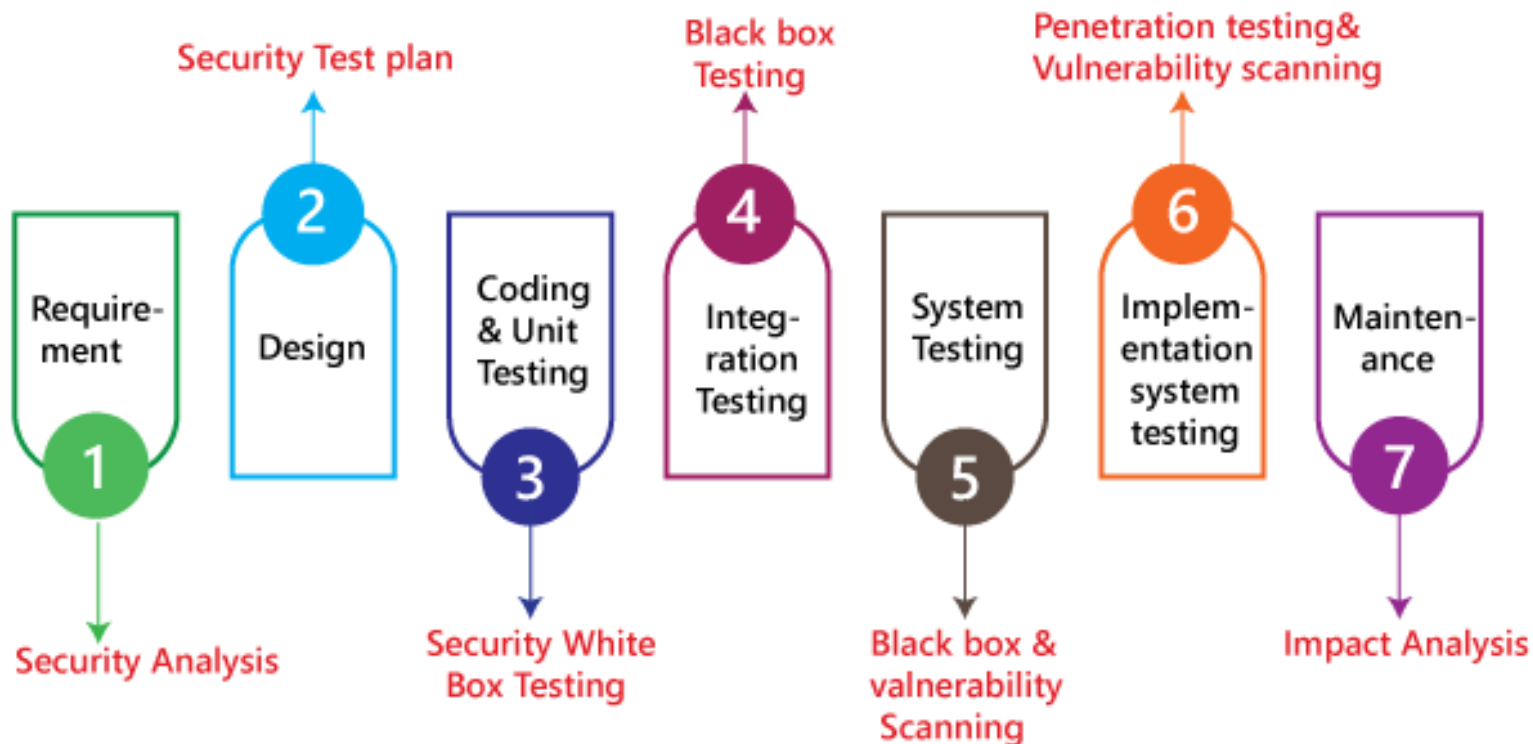 Security Test plan
Black box
Testing
Penetration testing&
Vulnerability scanning
1
Require-
ment
Security Analysis
2
Design
3
Coding
& Unit
Testing
Security White
Box Testing
4
Integ-
ration
Testing
5
System
Testing
Black box &
valnerability
Scanning
6
Implem-
entation
system
testing
7
Mainten-
ance
Impact Analysis